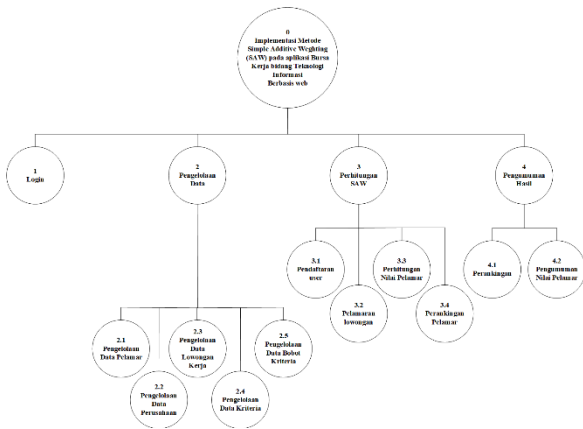 0
Implementasi Metode
Simple Additive Weghting
(SAW) pada aplikasi Bursa
Kerja bidang Teknologi
Informasi
Berbasis web
1
Login
2
Pengelolaan
Data
3
Perhitungan
SAW
4
Pengumuman
Hasil
3.1
Pendaftaran
user
3.2
Pelamaran
lowongan
3.3
Perhitungan
Nilai Pelamar
3.4
Perankingan
Pelamar
4.1
Perankingan
4.2
Pengumuman
Nilai Pelamar
2.1
Pengelolaan
Data Pelamar
2.2
Pengelolaan
Data
Perusahaan
2.3
Pengelolaan
Data
Lowongan
Kerja
2.4
Pengelolaan
Data Kriteria
2.5
Pengelolaan
Data Bobot
Kriteria